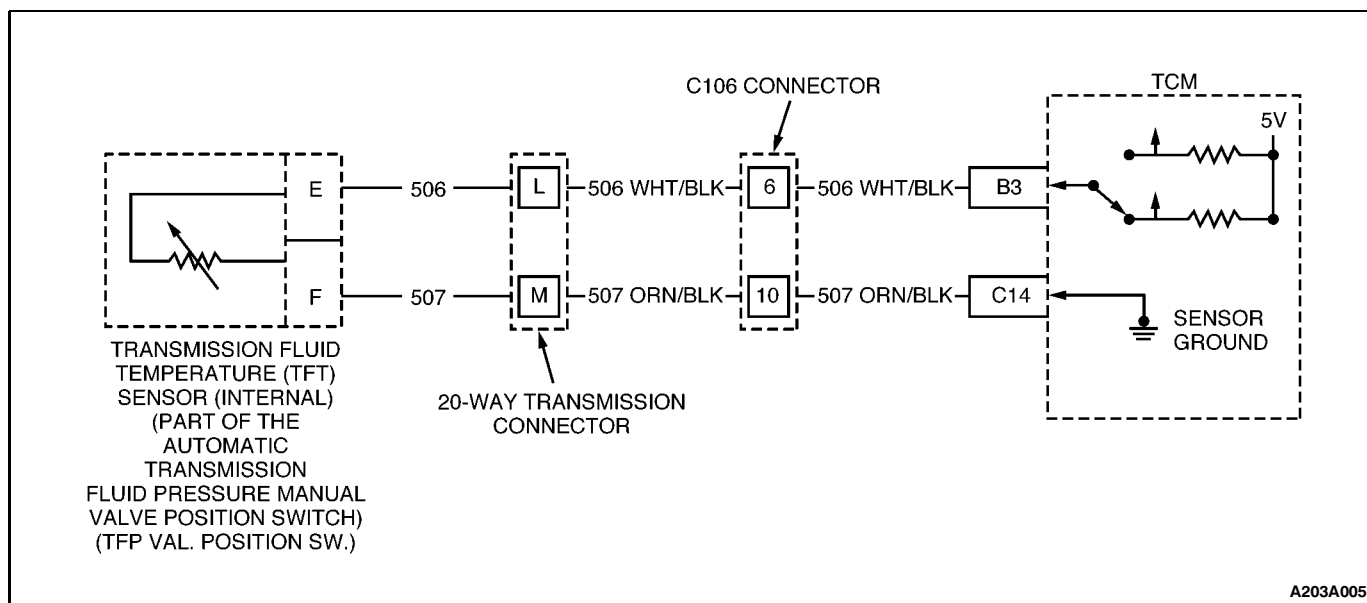 C106 CONNECTOR
TCM
5V
E
506
L
506 WHT/BLK
6
506 WHT/BLK
B3
F
507
M
507 ORN/BLK
10
507 ORN/BLK
C14
SENSOR
GROUND
TRANSMISSION FLUID
TEMPERATURE (TFT)
SENSOR (INTERNAL)
(PART OF THE
AUTOMATIC
TRANSMISSION
FLUID PRESSURE MANUAL
VALVE POSITION SWITCH)
(TFP VAL. POSITION SW.)
20-WAY TRANSMISSION
CONNECTOR
A203A005